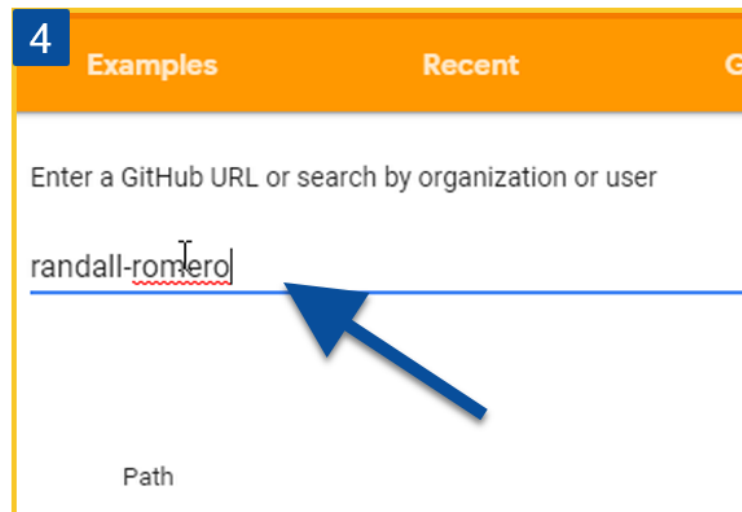 4
Examples Recent G
Enter a GitHub URL or search by organization or user
randall-romero
Path